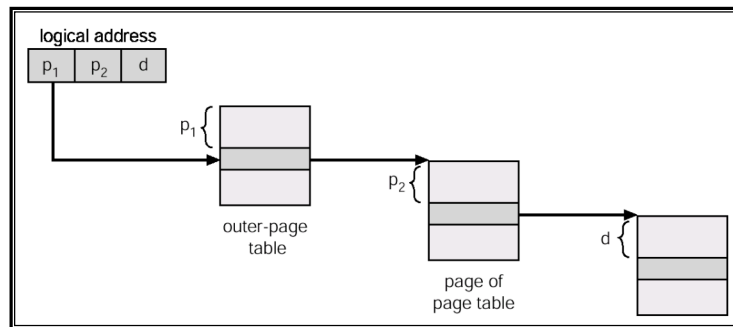 logical address
p1 p2 d
p1
outer-page
table
p2
page of
page table
d